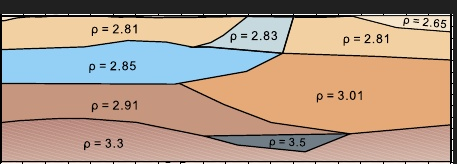 ρ = 2.65
ρ = 2.81
ρ = 2.83
ρ = 2.81
ρ = 2.85
ρ = 3.01
ρ = 2.91
ρ = 3.3
ρ = 3.5